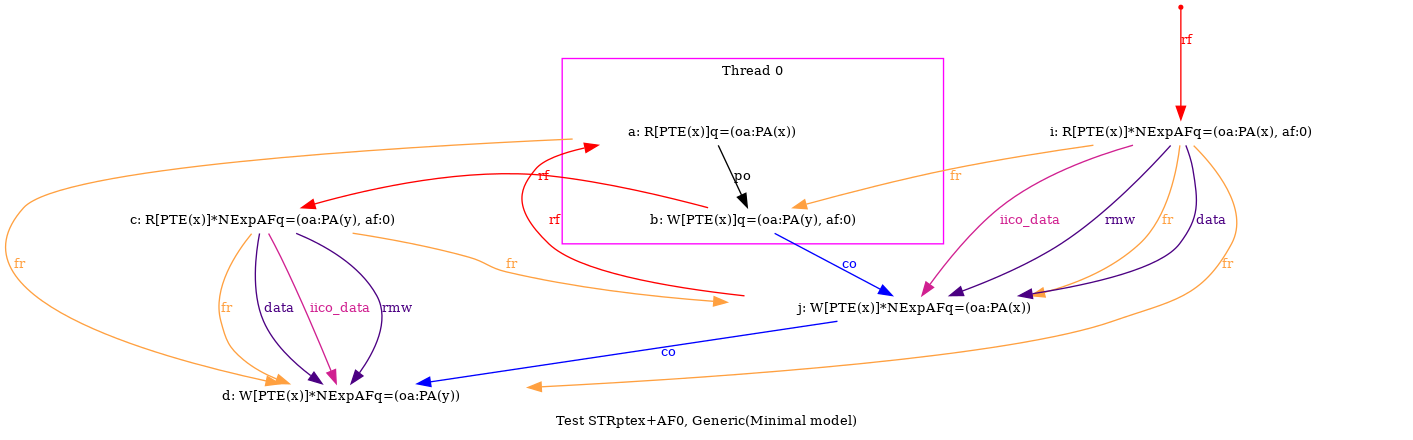 rf
Thread 0
a: R[PTE(x)]q=(oa:PA(x))
i: R[PTE(x)]*NExpAFq=(oa:PA(x), af:0)
rf
po
fr
c: R[PTE(x)]*NExpAFq=(oa:PA(y), af:0)
rf
b: W[PTE(x)]q=(oa:PA(y), af:0)
iico_data
rmw
fr
data
fr
fr
co
fr
fr
data
iico_data
rmw
j: W[PTE(x)]*NExpAFq=(oa:PA(x))
co
d: W[PTE(x)]*NExpAFq=(oa:PA(y))
Test STRptex+AF0, Generic(Minimal model)